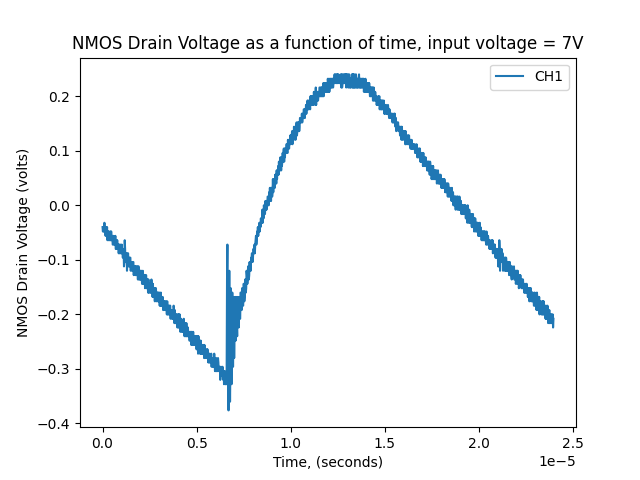 NMOS Drain Voltage as a function of time, input voltage = 7V
CH1
NMOS Drain Voltage (volts)
0.2
0.1
0.0
−0.1
−0.2
−0.3
−0.4
0.0 0.5 1.0 1.5 2.0 2.5
1e−5
Time, (seconds)